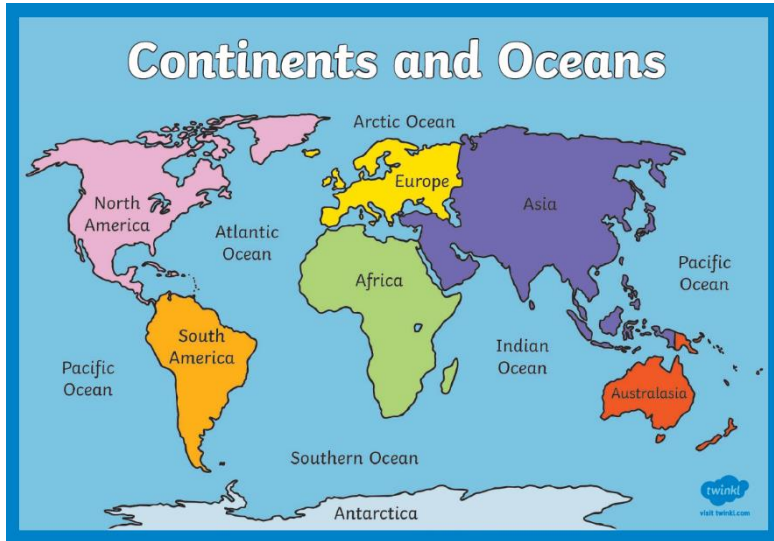 Continents and Oceans
Arctic Ocean
North
America
Europe
Asia
Atlantic
Ocean
Africa
Pacific
Ocean
South
America
Indian
Ocean
Pacific
Ocean
Australasia
Southern Ocean
Antarctica
twinkl
visit twinkl.com